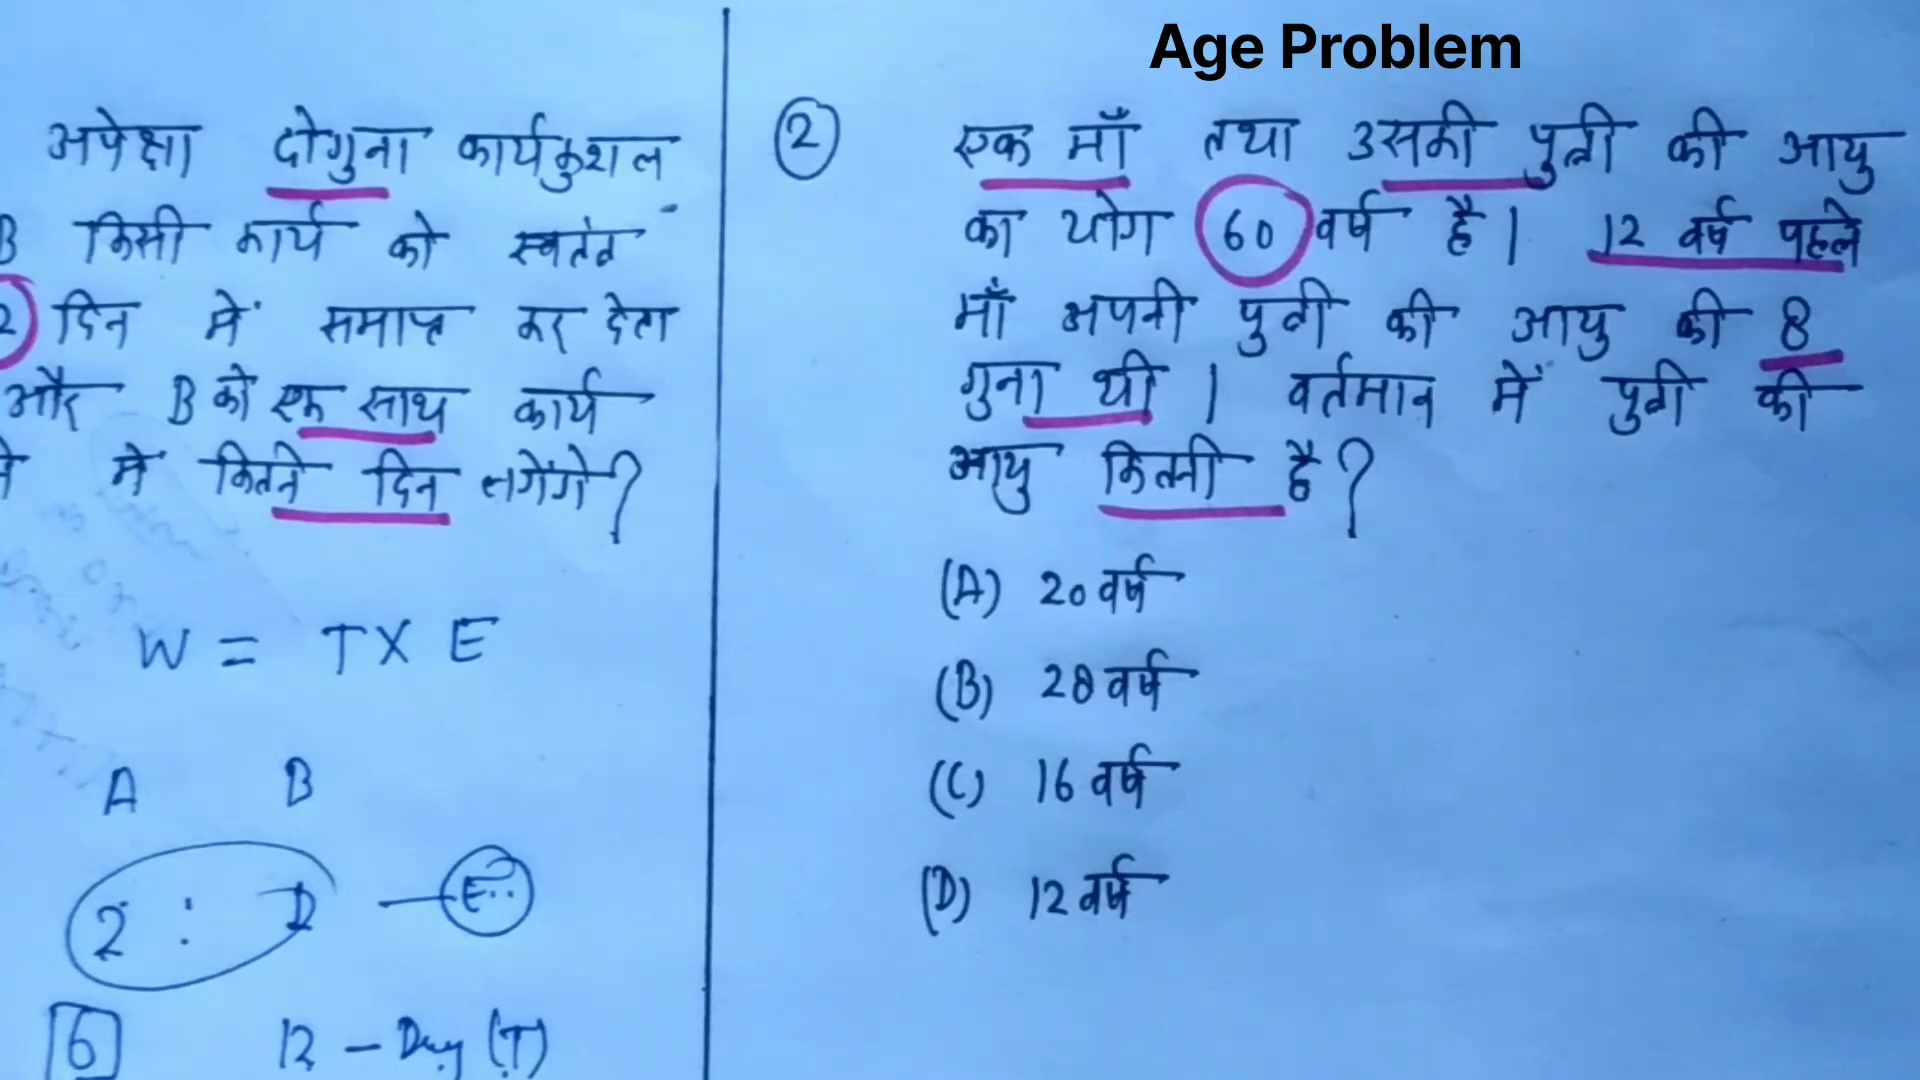 Age Problem
अपेक्षा दोगुना कार्यकुशल
B किसी कार्य को स्वतंत्र
2 दिन में समाप्त कर देता
और B को एक साथ कार्य
ने में कितने दिन लगेंगे?
W = T X E
A B
2 : 1 — E
6 12 – Day (T)
2 एक माँ तथा उसकी पुत्री की आयु
का योग 60 वर्ष है। 12 वर्ष पहले
माँ अपनी पुत्री की आयु की 8
गुना थी। वर्तमान में पुत्री की
आयु कितनी है?
(A) 20 वर्ष
(B) 28 वर्ष
(C) 16 वर्ष
(D) 12 वर्ष